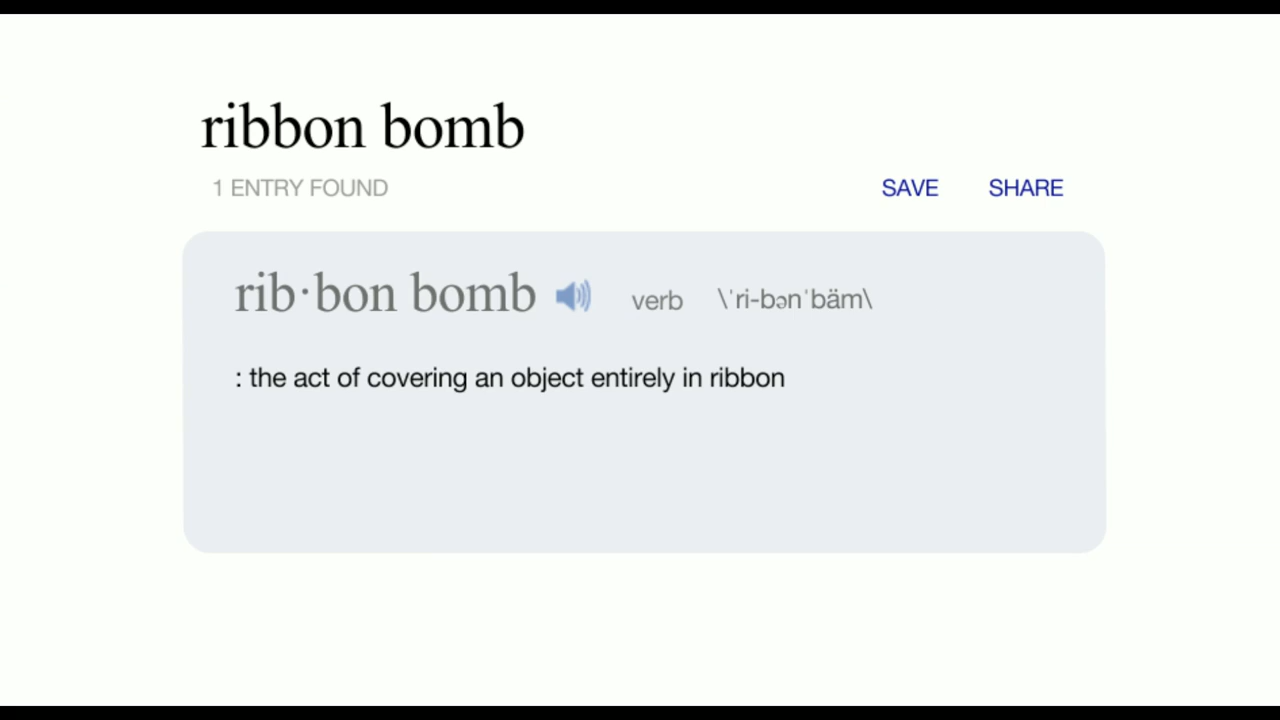 ribbon bomb
1 ENTRY FOUND
SAVE SHARE
rib·bon bomb verb \ˈri-bənˈbäm\
: the act of covering an object entirely in ribbon